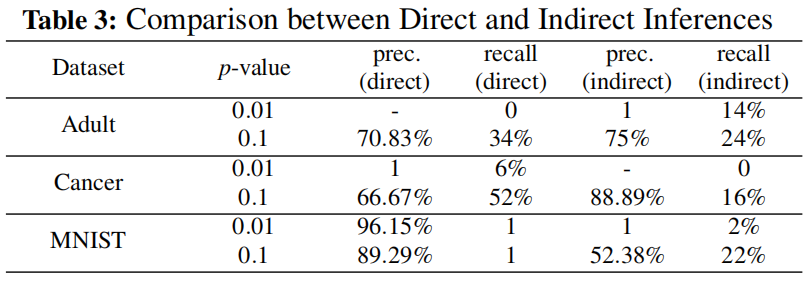 Table 3: Comparison between Direct and Indirect Inferences
Dataset p-value prec. (direct) recall (direct) prec. (indirect) recall (indirect)
Adult 0.01 - 0 1 14%
0.1 70.83% 34% 75% 24%
Cancer 0.01 1 6% - 0
0.1 66.67% 52% 88.89% 16%
MNIST 0.01 96.15% 1 1 2%
0.1 89.29% 1 52.38% 22%